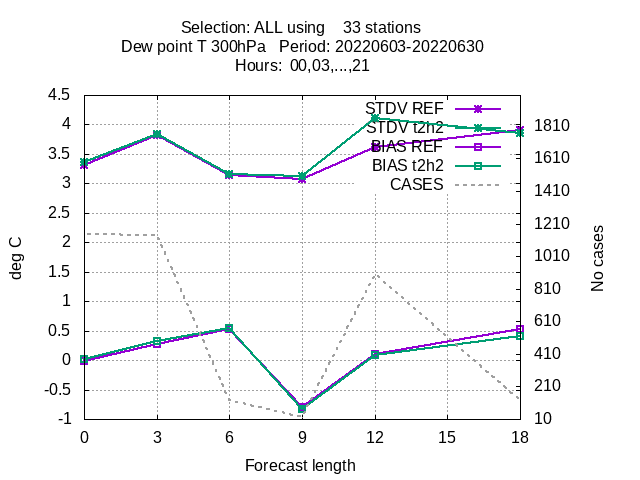 Selection: ALL using    33 stations
Dew point T 300hPa   Period: 20220603-20220630
Hours: 00,03,...,21
STDV REF
STDV t2h2
BIAS REF
BIAS t2h2
CASES
4.5
4
3.5
3
2.5
2
1.5
1
0.5
0
-0.5
-1
deg C
1810
1610
1410
1210
1010
810
610
410
210
10
No cases
0 3 6 9 12 15 18
Forecast length